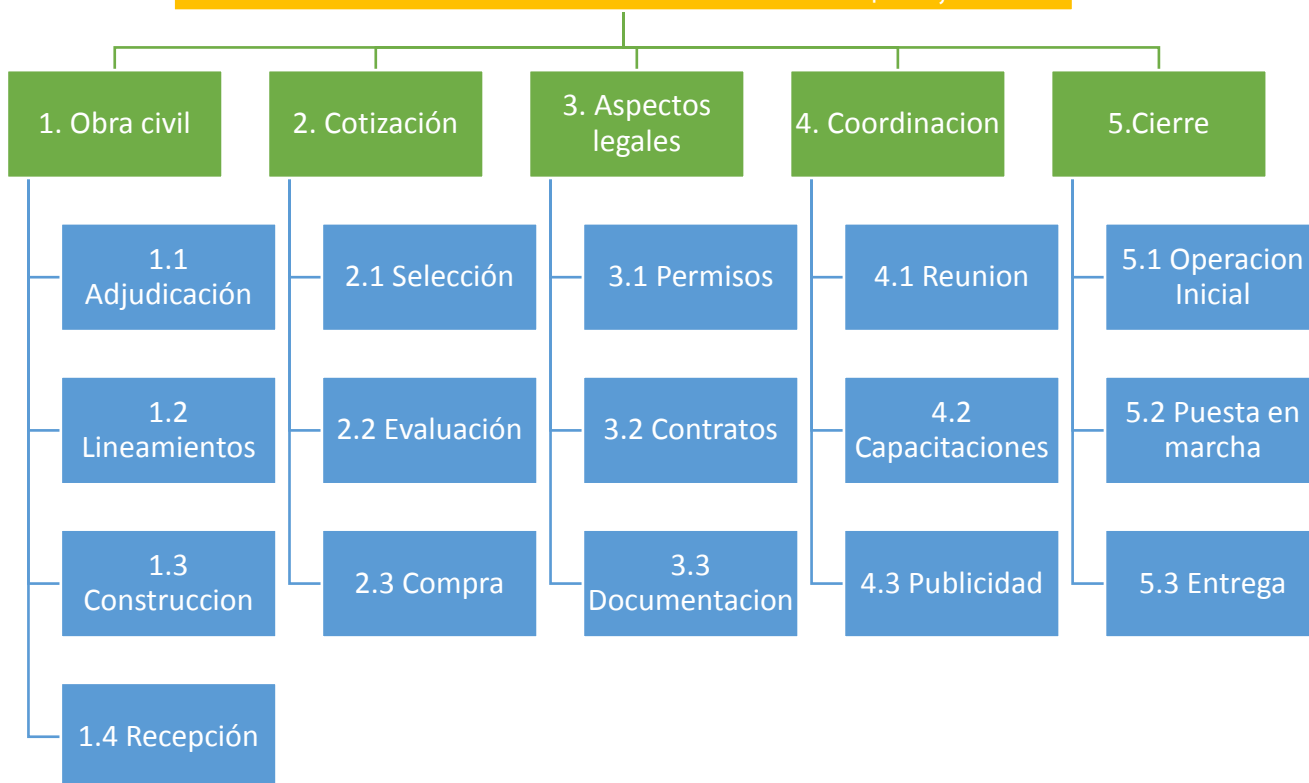 1. Obra civil
2. Cotización
3. Aspectos
legales
4. Coordinacion
5.Cierre
1.1
Adjudicación
2.1 Selección
3.1 Permisos
4.1 Reunion
5.1 Operacion
Inicial
1.2
Lineamientos
2.2 Evaluación
3.2 Contratos
4.2
Capacitaciones
5.2 Puesta en
marcha
1.3
Construccion
2.3 Compra
3.3
Documentacion
4.3 Publicidad
5.3 Entrega
1.4 Recepción